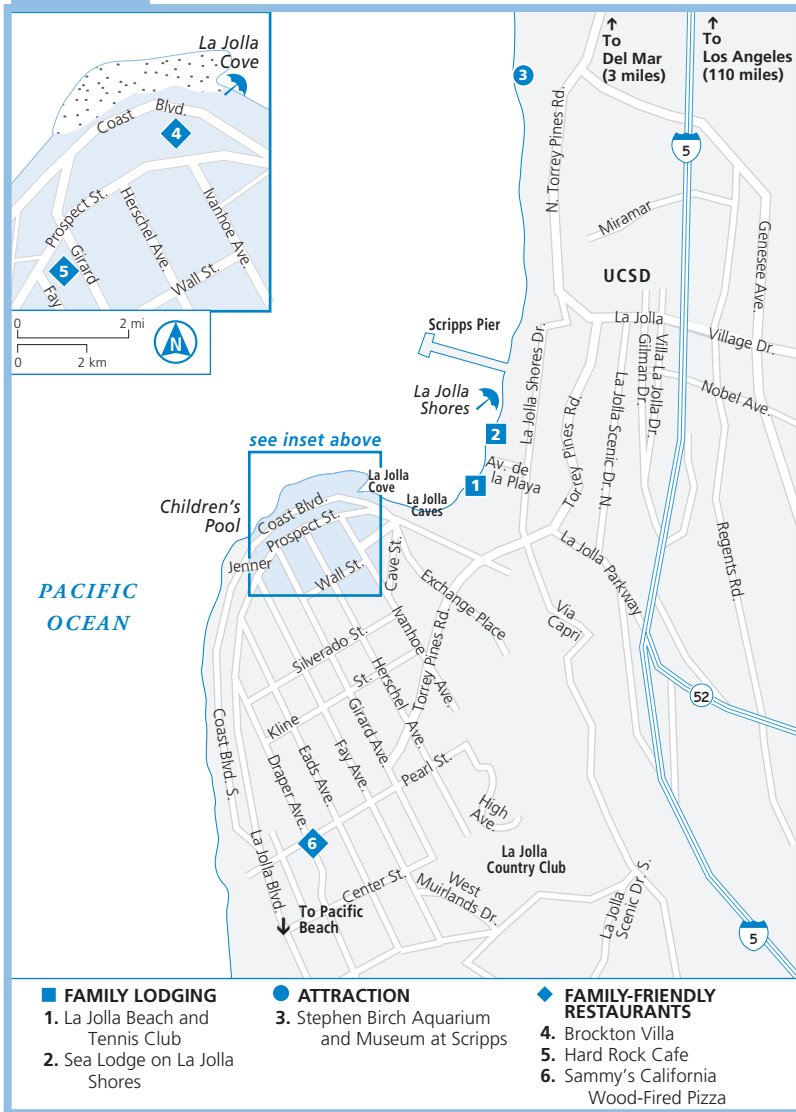 La Jolla
Cove
Coast Blvd.
4
Prospect St.
Herschel Ave.
Ivanhoe Ave.
5
Girard
Fay
Wall St.
0 2 mi
0 2 km
N
↑
To
Del Mar
(3 miles)
↑
To
Los Angeles
(110 miles)
3
N. Torrey Pines Rd.
5
Miramar
Genesee Ave.
UCSD
Scripps Pier
La Jolla Village Dr.
La Jolla Shores Dr.
Villa La Jolla Dr.
Gilman Dr.
Nobel Ave.
La Jolla
Shores
2
Torrey Pines Rd.
La Jolla Scenic Dr. N.
see inset above
La Jolla
Cove
Av. de
la Playa
1
La Jolla
Caves
Children's
Pool
Coast Blvd.
Prospect St.
Jenner
Wall St.
Cave St.
La Jolla Parkway
Regents Rd.
PACIFIC
OCEAN
Exchange Place
Via
Capri
Ivanhoe Ave.
Silverado St.
Torrey Pines Rd.
Herschel Ave.
Kline St.
52
Girard Ave.
Coast Blvd. S.
Fay Ave.
Eads Ave.
Draper Ave.
Pearl St.
High
Ave.
6
La Jolla
Country Club
La Jolla Blvd.
Center St.
West
Muirlands Dr.
La Jolla
Scenic Dr. S.
To Pacific
Beach
↓
5
FAMILY LODGING
1. La Jolla Beach and
Tennis Club
2. Sea Lodge on La Jolla
Shores
ATTRACTION
3. Stephen Birch Aquarium
and Museum at Scripps
FAMILY-FRIENDLY
RESTAURANTS
4. Brockton Villa
5. Hard Rock Cafe
6. Sammy's California
Wood-Fired Pizza